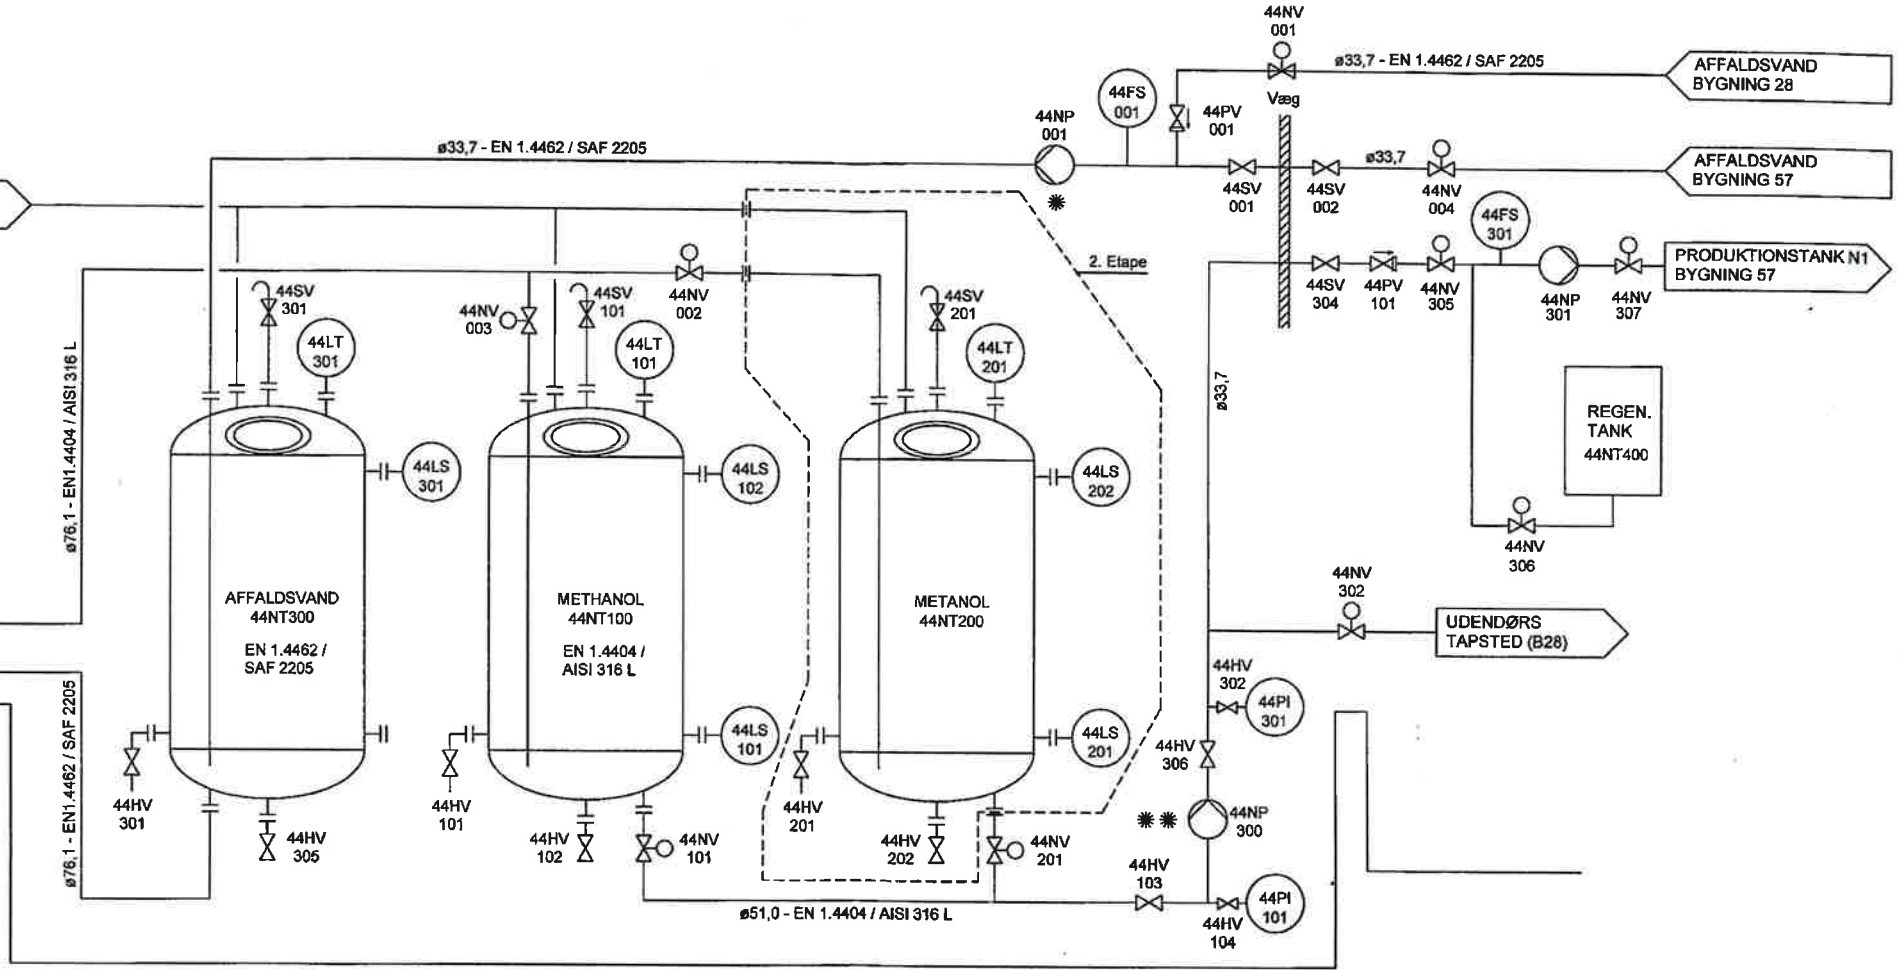 44NV
001
ø33,7 - EN 1.4462 / SAF 2205
AFFALDSVAND
BYGNING 28
44FS
001
44PV
001
Væg
44NP
001
ø33,7 - EN 1.4462 / SAF 2205
44SV
001
44SV
002
ø33,7
44NV
004
AFFALDSVAND
BYGNING 57
44FS
301
2. Etape
44SV
304
44PV
101
44NV
305
44NP
301
44NV
307
PRODUKTIONSTANK N1
BYGNING 57
44SV
301
44LT
301
44NV
003
44SV
101
44LT
101
44NV
002
44SV
201
44LT
201
ø76,1 - EN1.4404 / AISI 316 L
ø33,7
REGEN.
TANK
44NT400
44LS
301
44LS
102
44LS
202
44NV
306
AFFALDSVAND
44NT300
EN 1.4462 /
SAF 2205
METHANOL
44NT100
EN 1.4404 /
AISI 316 L
METANOL
44NT200
44NV
302
UDENDØRS
TAPSTED (B28)
44HV
302
44PI
301
ø76,1 - EN1.4462 / SAF 2205
44LS
101
44LS
201
44HV
306
44HV
301
44HV
305
44HV
101
44HV
102
44NV
101
44HV
201
44HV
202
44NV
201
44NP
300
44HV
103
44PI
101
44HV
104
ø51,0 - EN 1.4404 / AISI 316 L